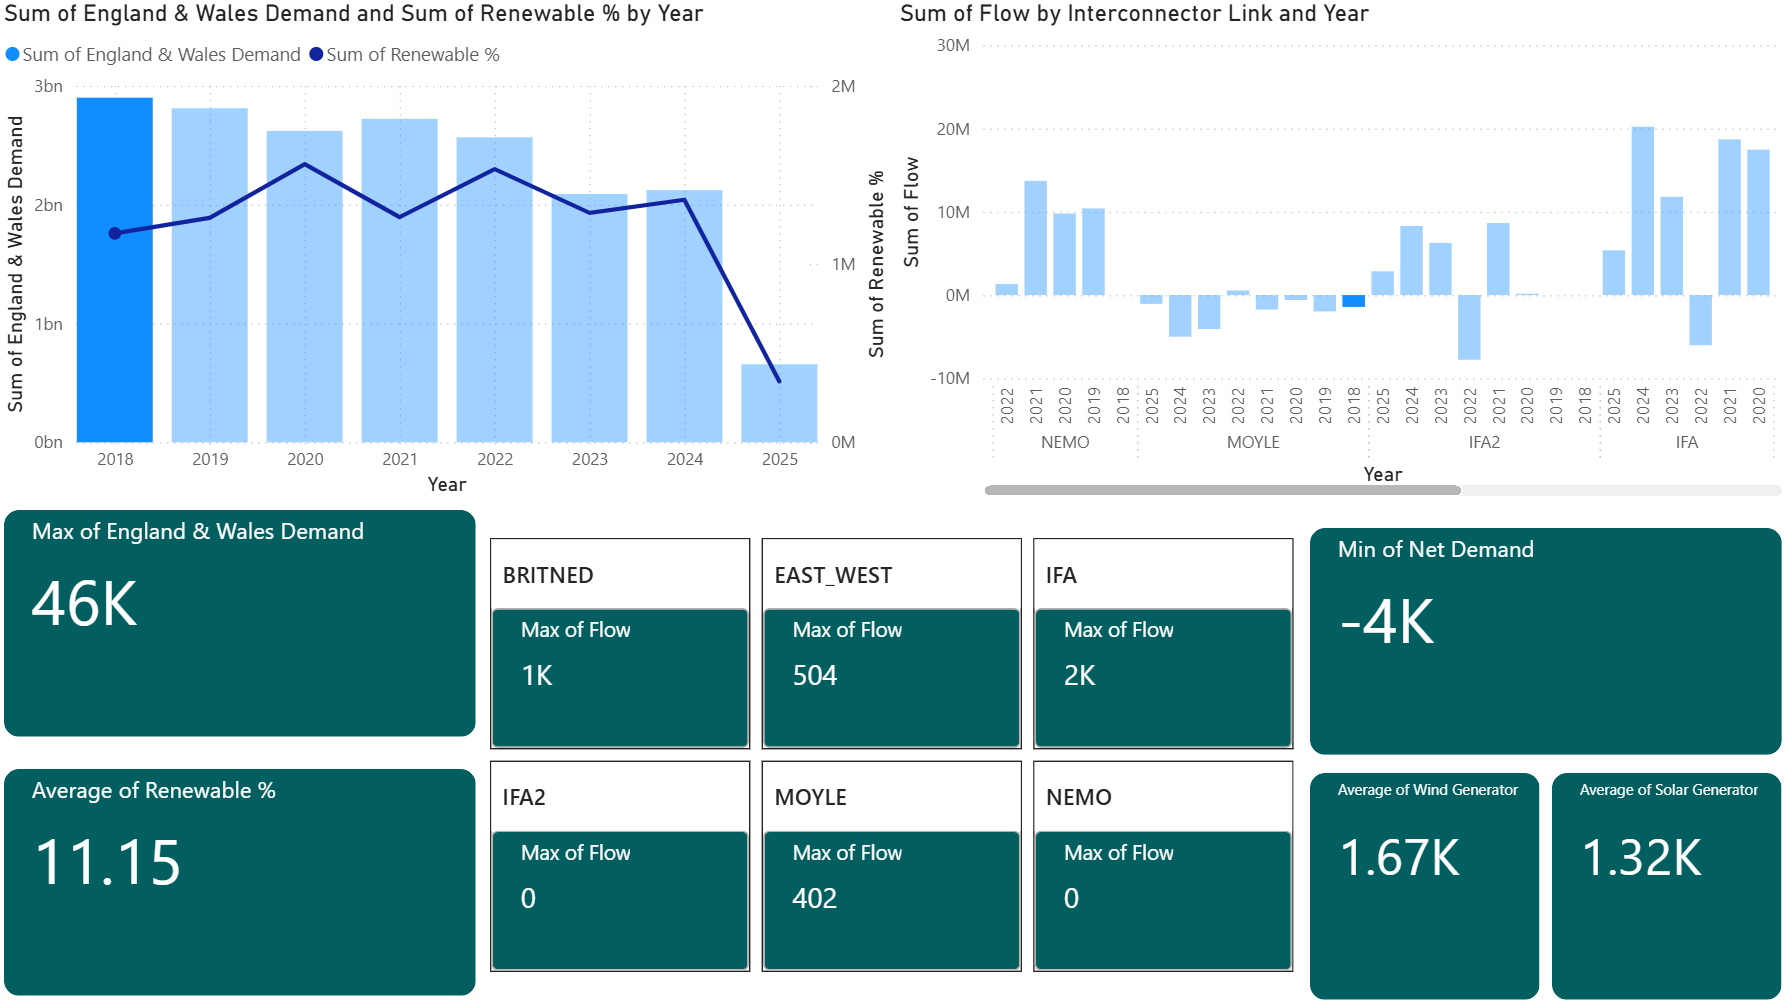 Sum of England & Wales Demand and Sum of Renewable % by Year
Sum of England & Wales Demand Sum of Renewable %
3bn
2bn
1bn
0bn
Sum of England & Wales Demand
2M
1M
0M
Sum of Renewable %
2018 2019 2020 2021 2022 2023 2024 2025
Year
Sum of Flow by Interconnector Link and Year
30M
20M
10M
0M
-10M
Sum of Flow
2022 2021 2020 2019 2018 2025 2024 2023 2022 2021 2020 2019 2018 2025 2024 2023 2022 2021 2020 2019 2018 2025 2024 2023 2022 2021 2020
NEMO MOYLE IFA2 IFA
Year
Max of England & Wales Demand
46K
Average of Renewable %
11.15
BRITNED
Max of Flow
1K
EAST_WEST
Max of Flow
504
IFA
Max of Flow
2K
IFA2
Max of Flow
0
MOYLE
Max of Flow
402
NEMO
Max of Flow
0
Min of Net Demand
-4K
Average of Wind Generator
1.67K
Average of Solar Generator
1.32K